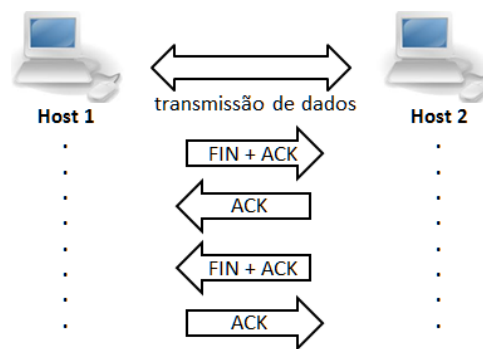 transmissão de dados
Host 1
Host 2
FIN + ACK
ACK
FIN + ACK
ACK